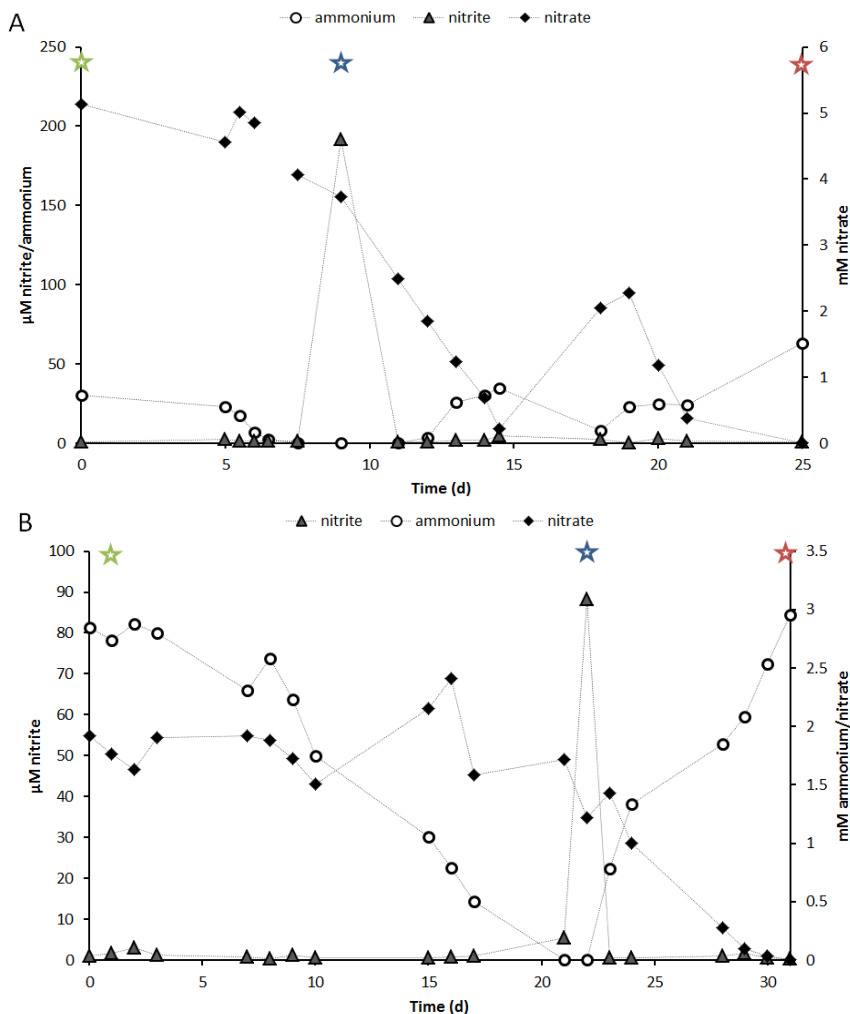 A
ammonium nitrite nitrate
250
200
150
100
50
0
µM nitrite/ammonium
6
5
4
3
2
1
0
mM nitrate
0 5 10 15 20 25
Time (d)
B
nitrite ammonium nitrate
100
90
80
70
60
50
40
30
20
10
0
µM nitrite
3.5
3
2.5
2
1.5
1
0.5
0
mM ammonium/nitrate
0 5 10 15 20 25 30
Time (d)